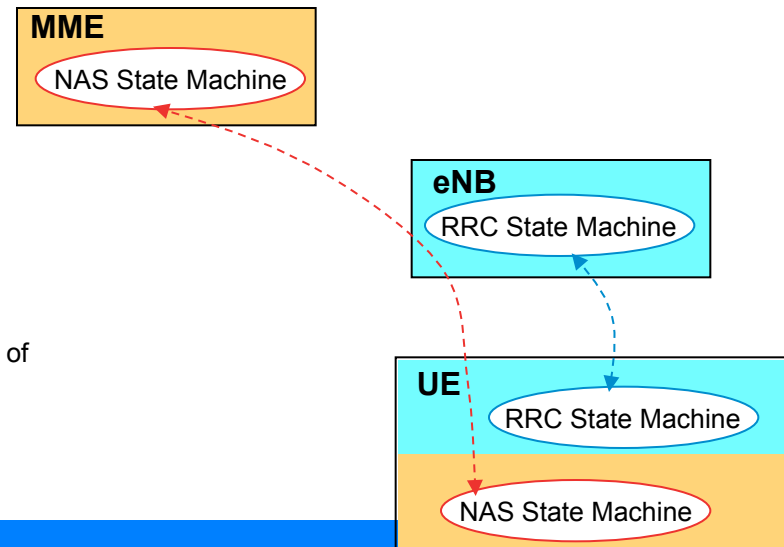 MME
NAS State Machine
eNB
RRC State Machine
of
UE
RRC State Machine
NAS State Machine